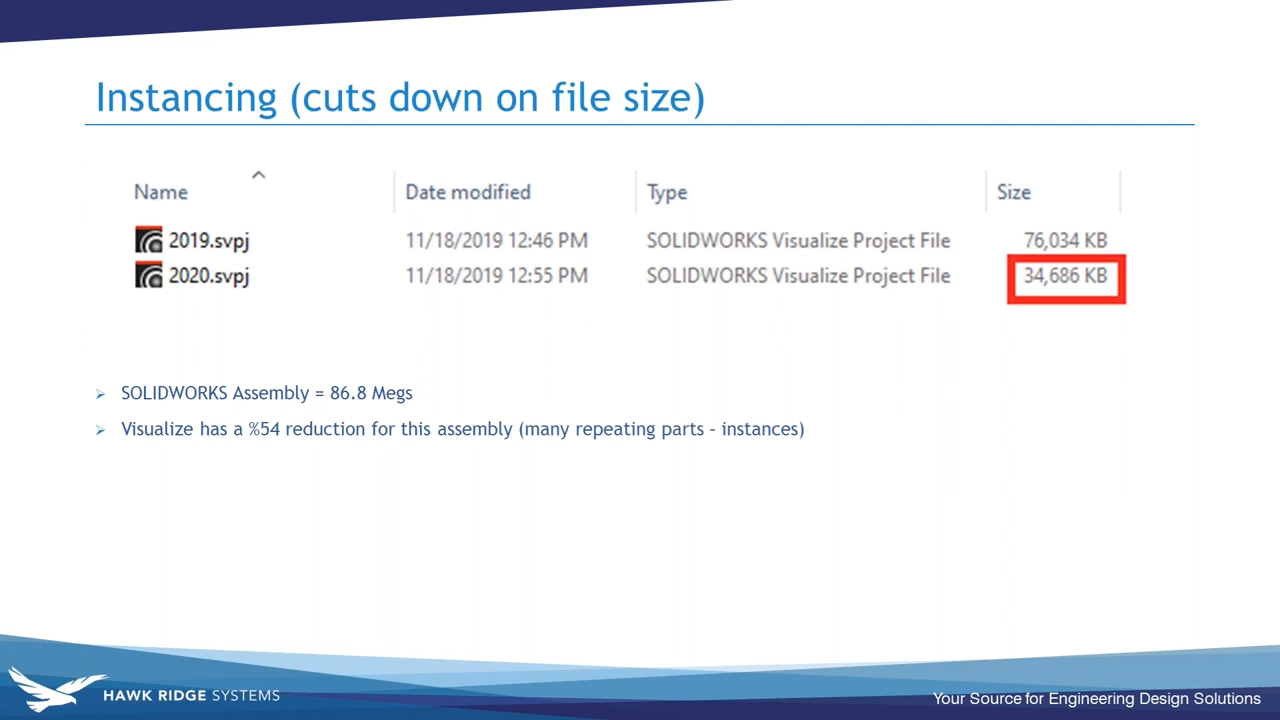 Instancing (cuts down on file size)
Name Date modified Type Size
2019.svpj 11/18/2019 12:46 PM SOLIDWORKS Visualize Project File 76,034 KB
2020.svpj 11/18/2019 12:55 PM SOLIDWORKS Visualize Project File 34,686 KB
SOLIDWORKS Assembly = 86.8 Megs
Visualize has a %54 reduction for this assembly (many repeating parts – instances)
HAWK RIDGE SYSTEMS
Your Source for Engineering Design Solutions